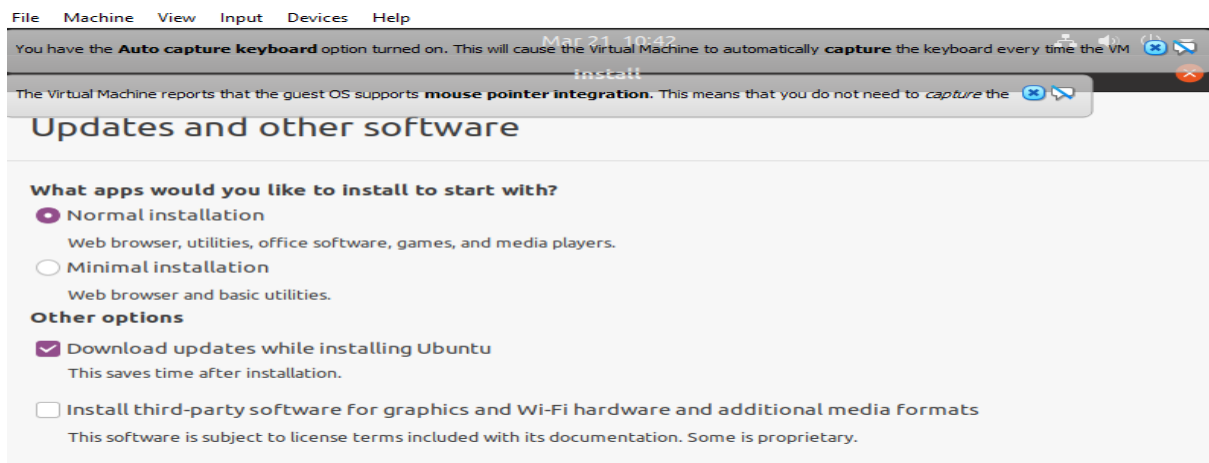 File Machine View Input Devices Help
Mar 21 10:42
You have the Auto capture keyboard option turned on. This will cause the Virtual Machine to automatically capture the keyboard every time the VM
Install
The Virtual Machine reports that the guest OS supports mouse pointer integration. This means that you do not need to capture the
Updates and other software
What apps would you like to install to start with?
Normal installation
Web browser, utilities, office software, games, and media players.
Minimal installation
Web browser and basic utilities.
Other options
Download updates while installing Ubuntu
This saves time after installation.
Install third-party software for graphics and Wi-Fi hardware and additional media formats
This software is subject to license terms included with its documentation. Some is proprietary.